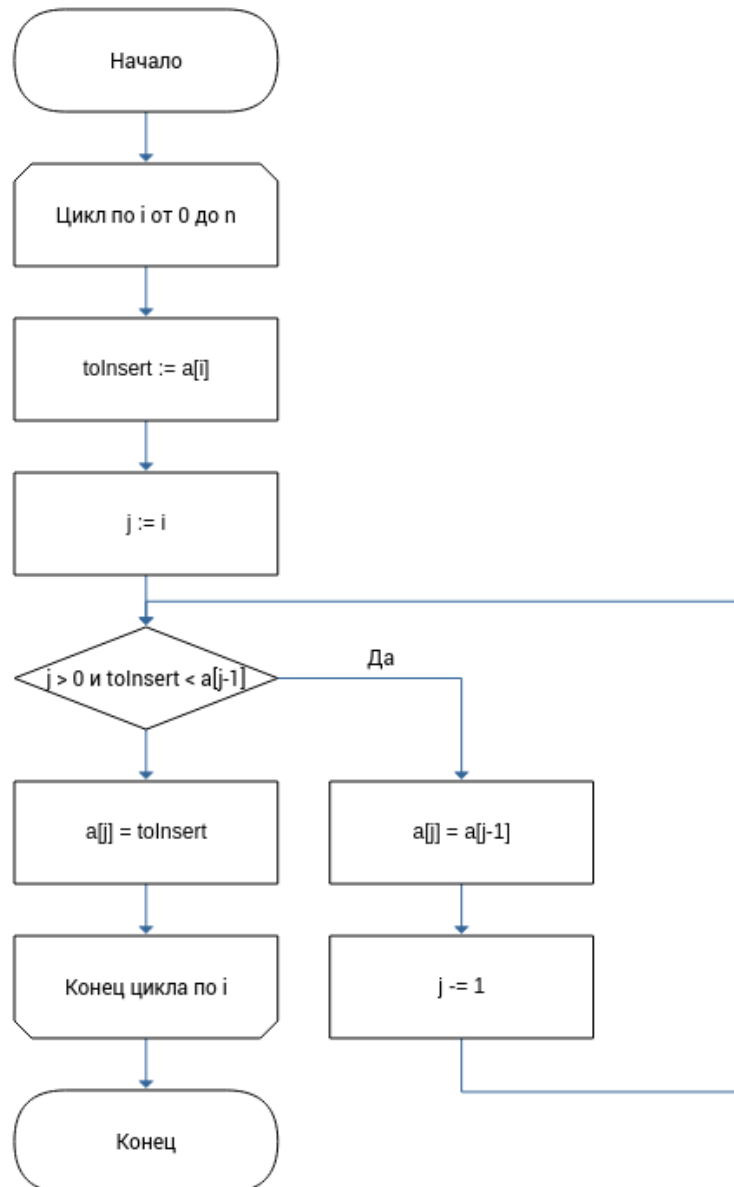 Начало
Цикл по i от 0 до n
toInsert := a[i]
j := i
j > 0 и toInsert < a[j-1]
Да
a[j] = toInsert
a[j] = a[j-1]
Конец цикла по i
j -= 1
Конец